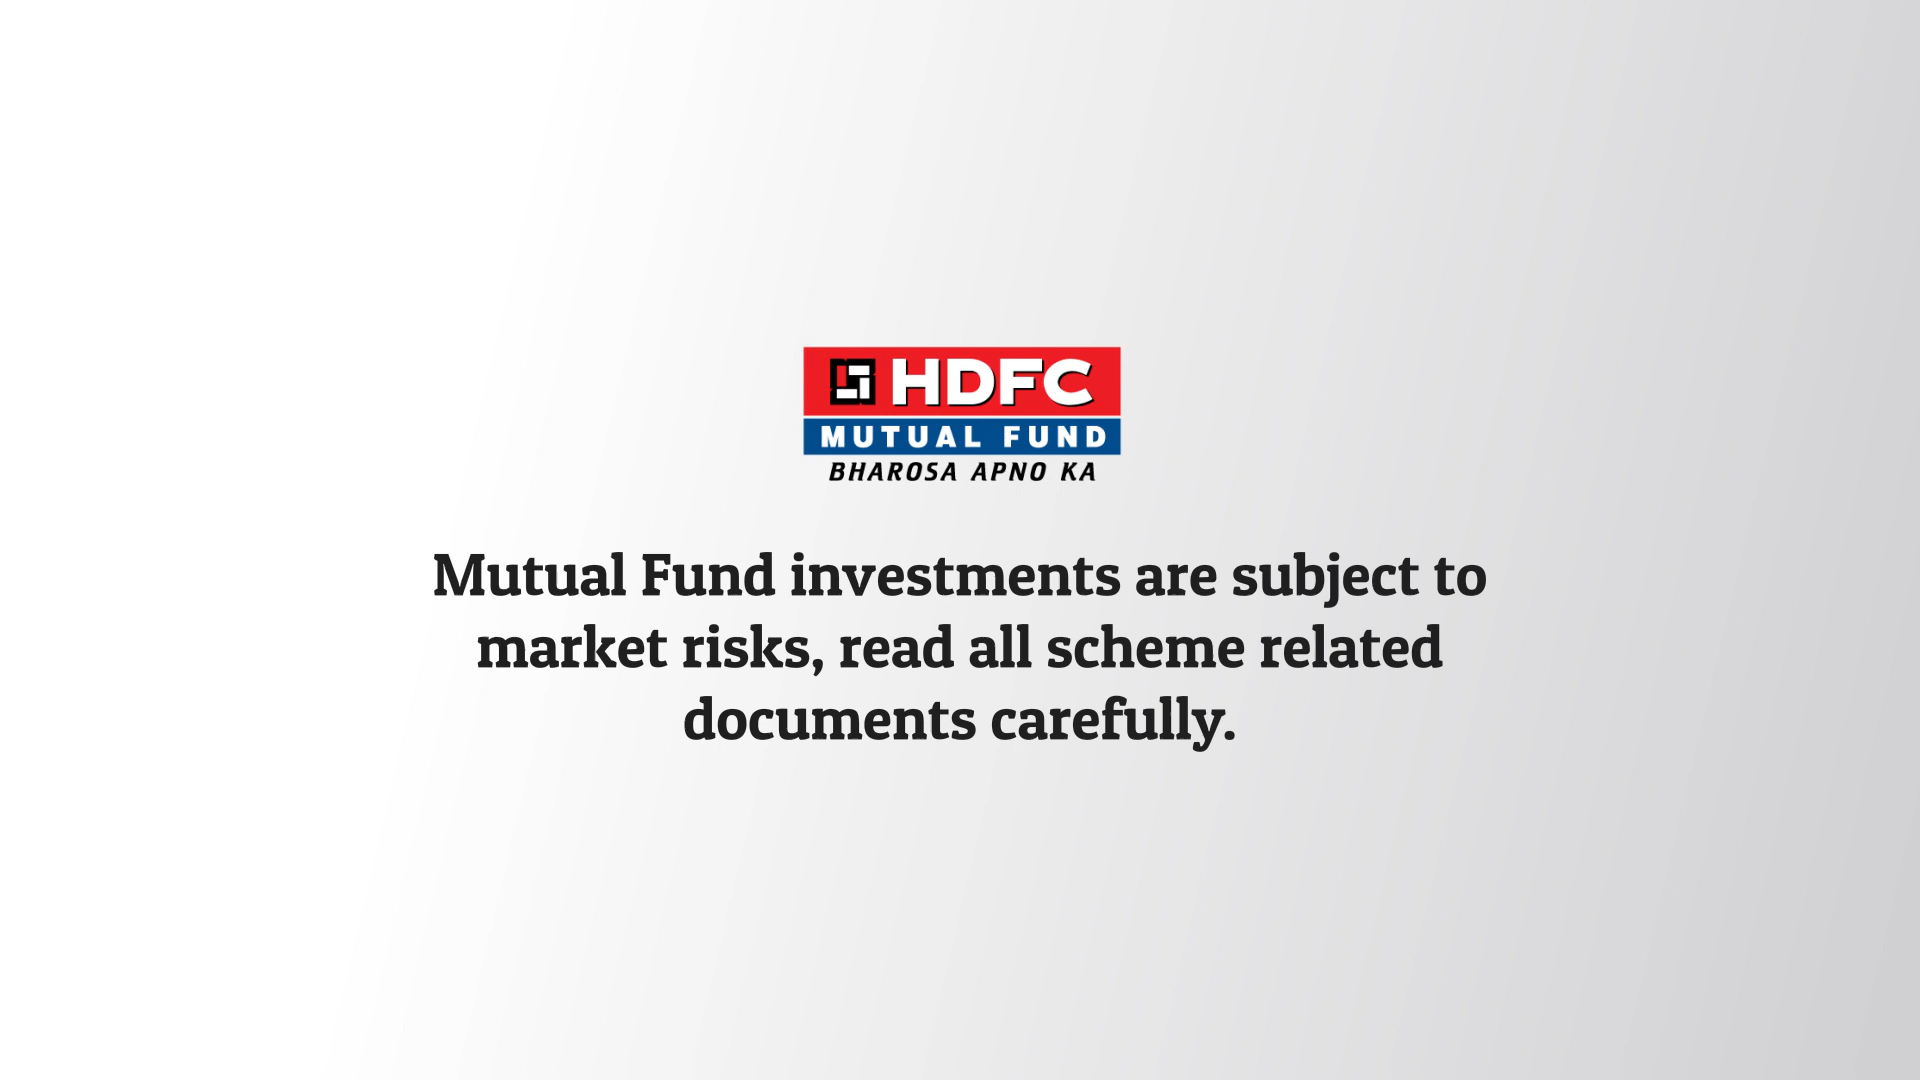 HDFC
MUTUAL FUND
BHAROSA APNO KA
Mutual Fund investments are subject to
market risks, read all scheme related
documents carefully.